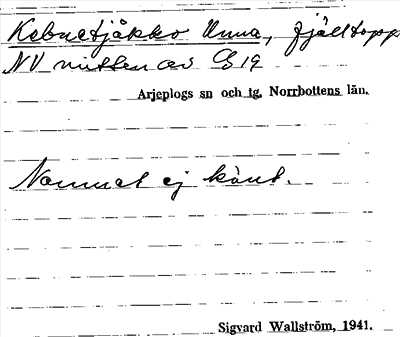 Kebnetjåkko Unna, fjälltopp
NV mitten av G 19
Arjeplogs sn och tg. Norrbottens län.
Namnet ej känt.
Sigvard Wallström, 1941.